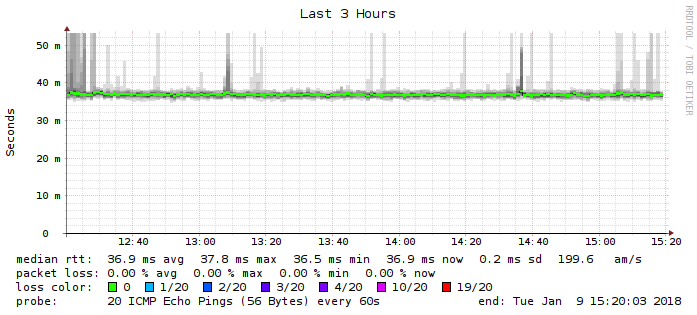 Last 3 Hours
RRDTOOL / TOBI OETIKER
Seconds
50 m
40 m
30 m
20 m
10 m
0
12:40 13:00 13:20 13:40 14:00 14:20 14:40 15:00 15:20
median rtt: 36.9 ms avg 37.8 ms max 36.5 ms min 36.9 ms now 0.2 ms sd 199.6 am/s
packet loss: 0.00 % avg 0.00 % max 0.00 % min 0.00 % now
loss color: 0 1/20 2/20 3/20 4/20 10/20 19/20
probe: 20 ICMP Echo Pings (56 Bytes) every 60s end: Tue Jan 9 15:20:03 2018